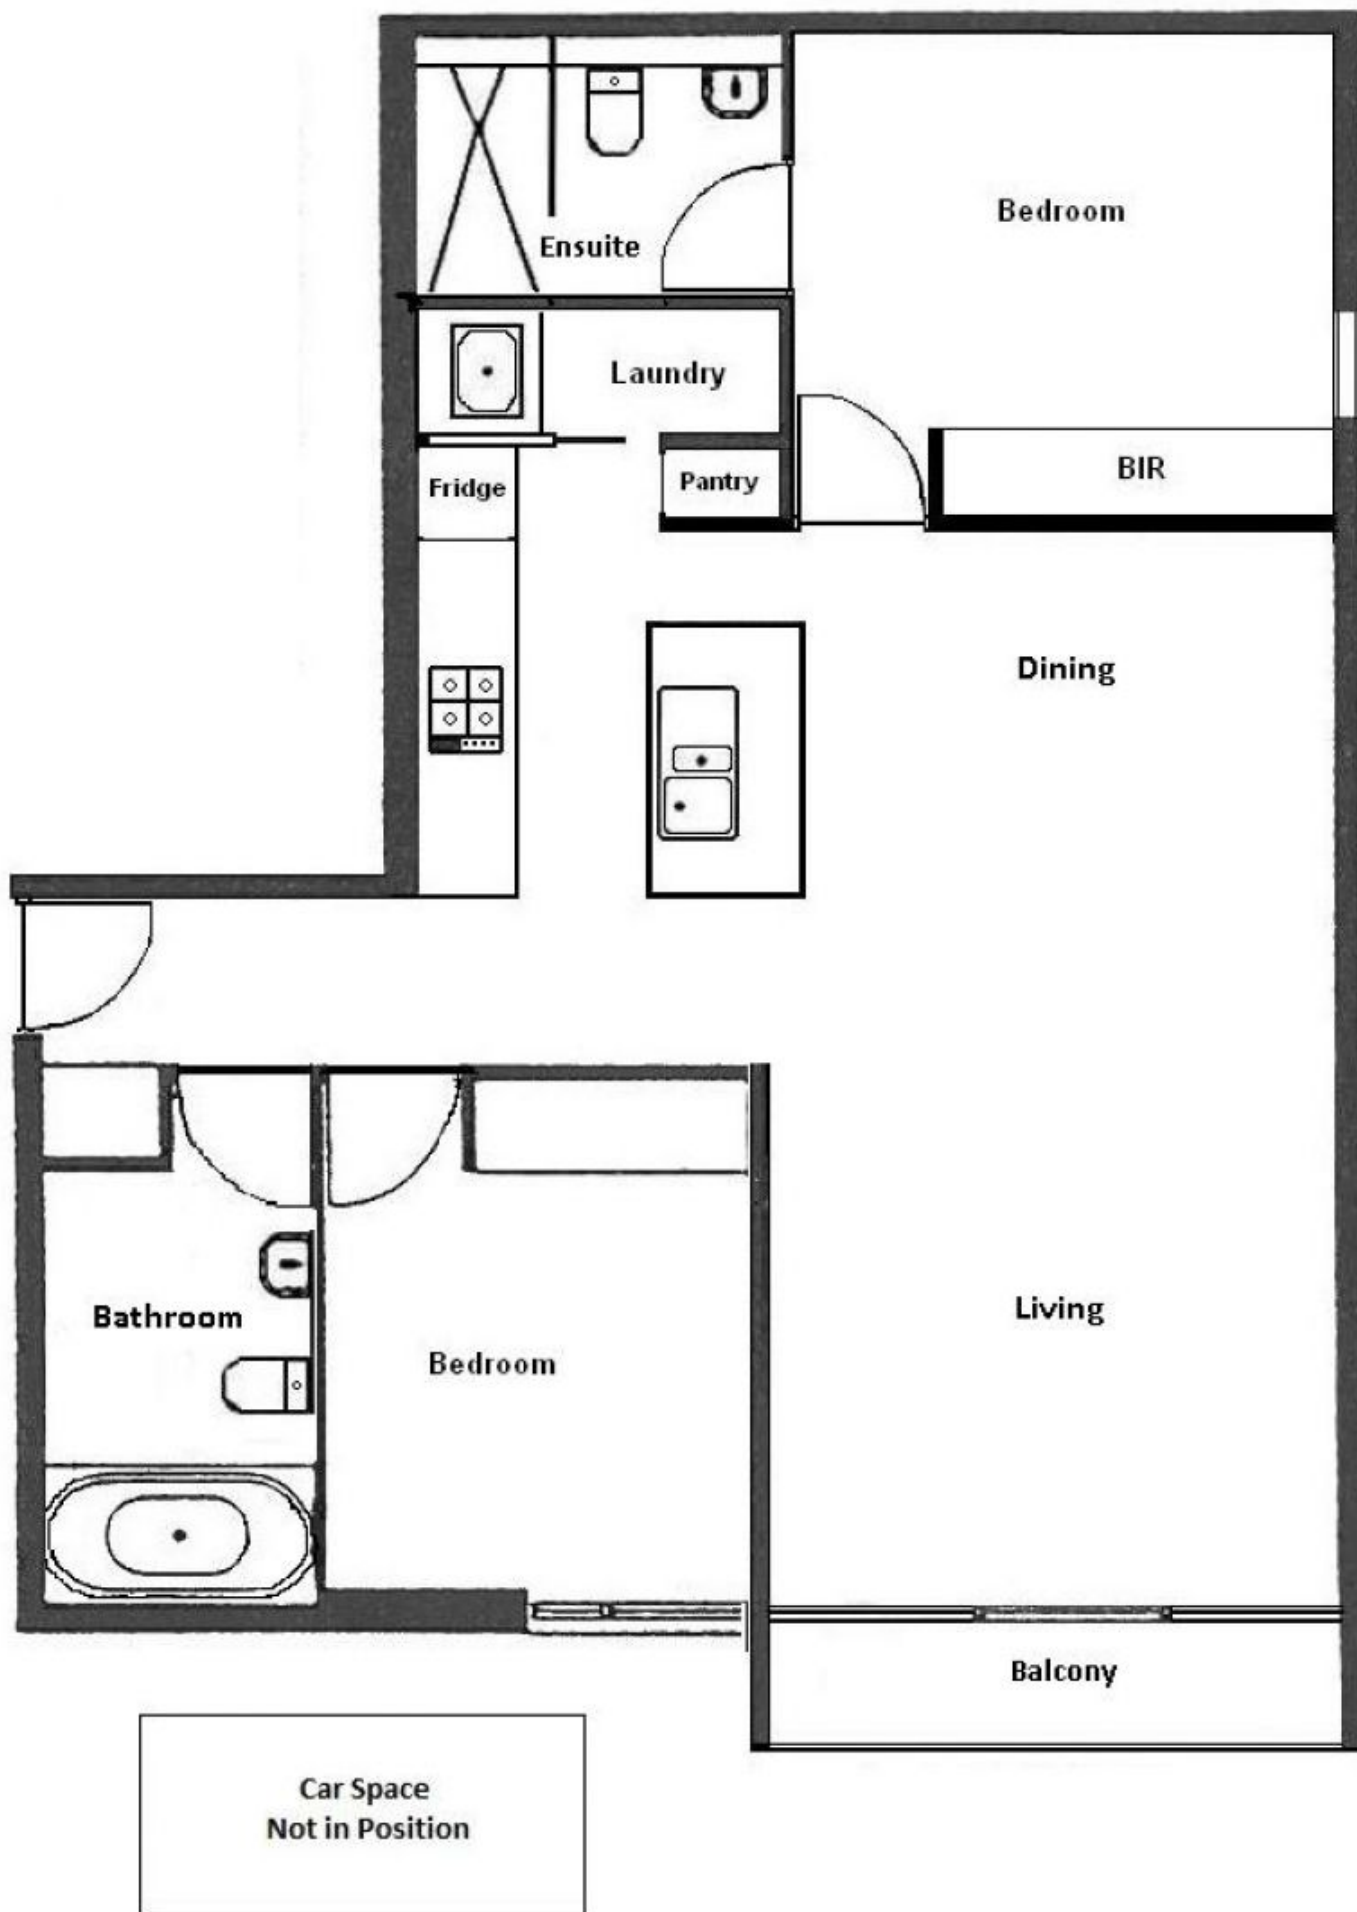 Bedroom
Ensuite
Laundry
BIR
Pantry
Fridge
Dining
Living
Bathroom
Bedroom
Balcony
Car Space
Not in Position